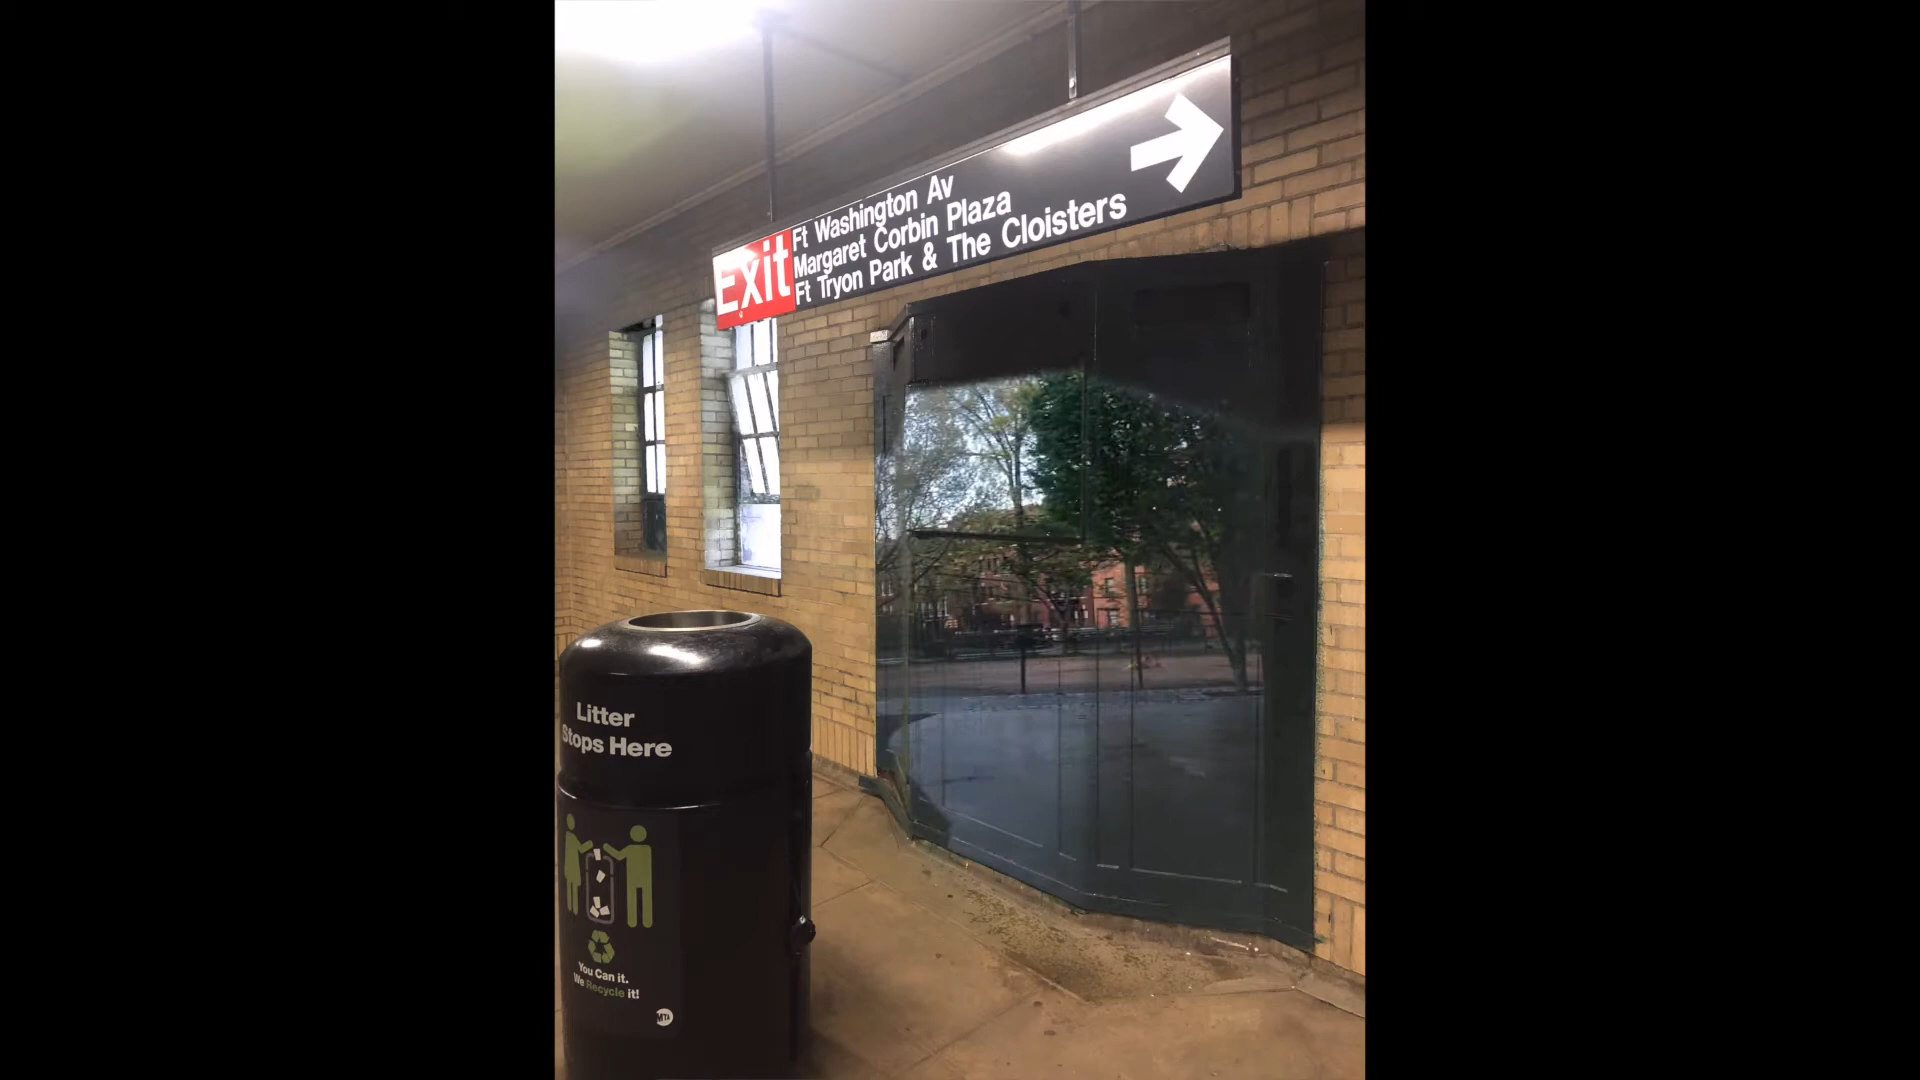 Exit
Ft Washington Av
Margaret Corbin Plaza
Ft Tryon Park & The Cloisters
Litter
Stops Here
You Can it.
We Recycle it!
MTA